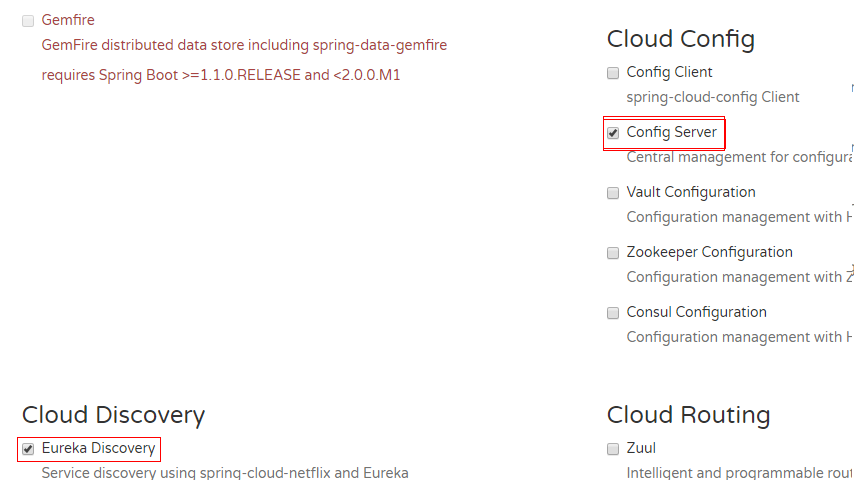 Gemfire
GemFire distributed data store including spring-data-gemfire
requires Spring Boot >=1.1.0.RELEASE and <2.0.0.M1
Cloud Config
Config Client
spring-cloud-config Client
Config Server
Central management for configura
Vault Configuration
Configuration management with H
Zookeeper Configuration
Configuration management with Z
Consul Configuration
Configuration management with H
Cloud Discovery
Eureka Discovery
Service discovery using spring-cloud-netflix and Eureka
Cloud Routing
Zuul
Intelligent and programmable rout